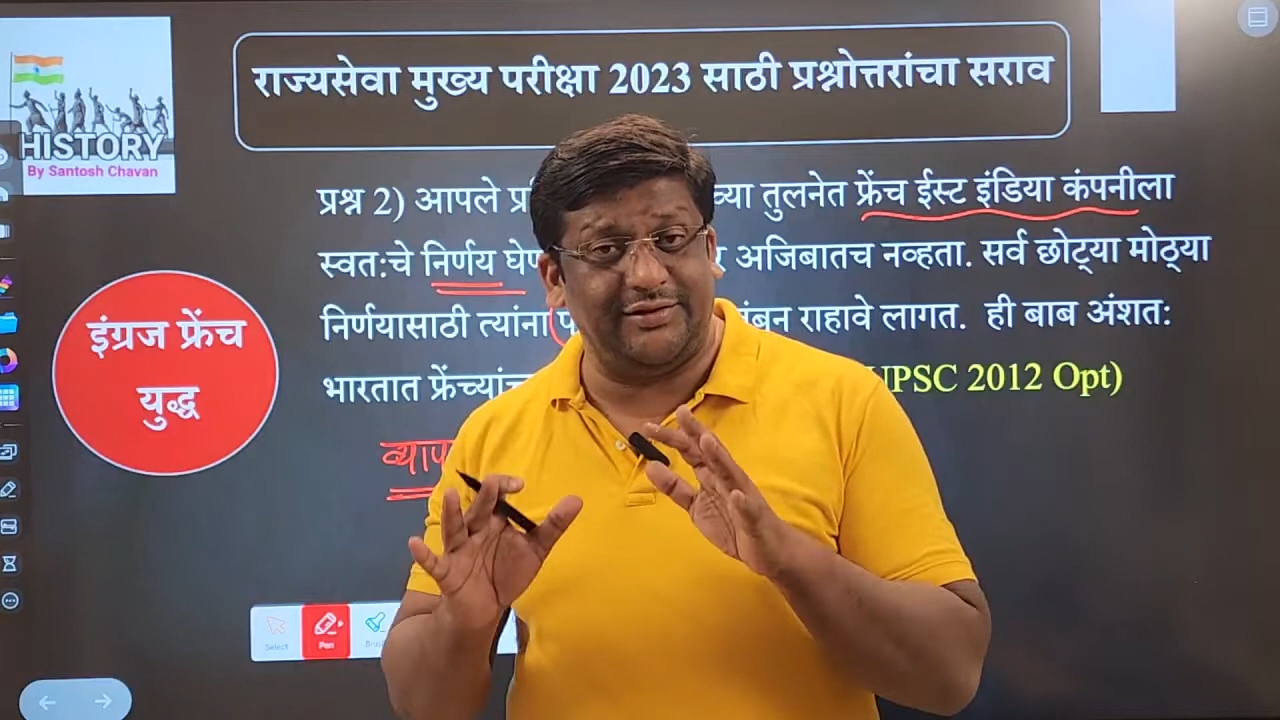 राज्यसेवा मुख्य परीक्षा 2023 साठी प्रश्नोत्तरांचा सराव
HISTORY
By Santosh Chavan
प्रश्न 2) आपले तुलनेत फ्रेंच ईस्ट इंडिया कंपनीला
स्वत:चे निर्णय अजिबातच नव्हता. सर्व छोट्या मोठ्या
निर्णयासाठी त्यांना राहावे लागत. ही बाब अंशत:
भारतात 2012 Opt)
इंग्रज फ्रेंच
युद्ध
Select
Pen